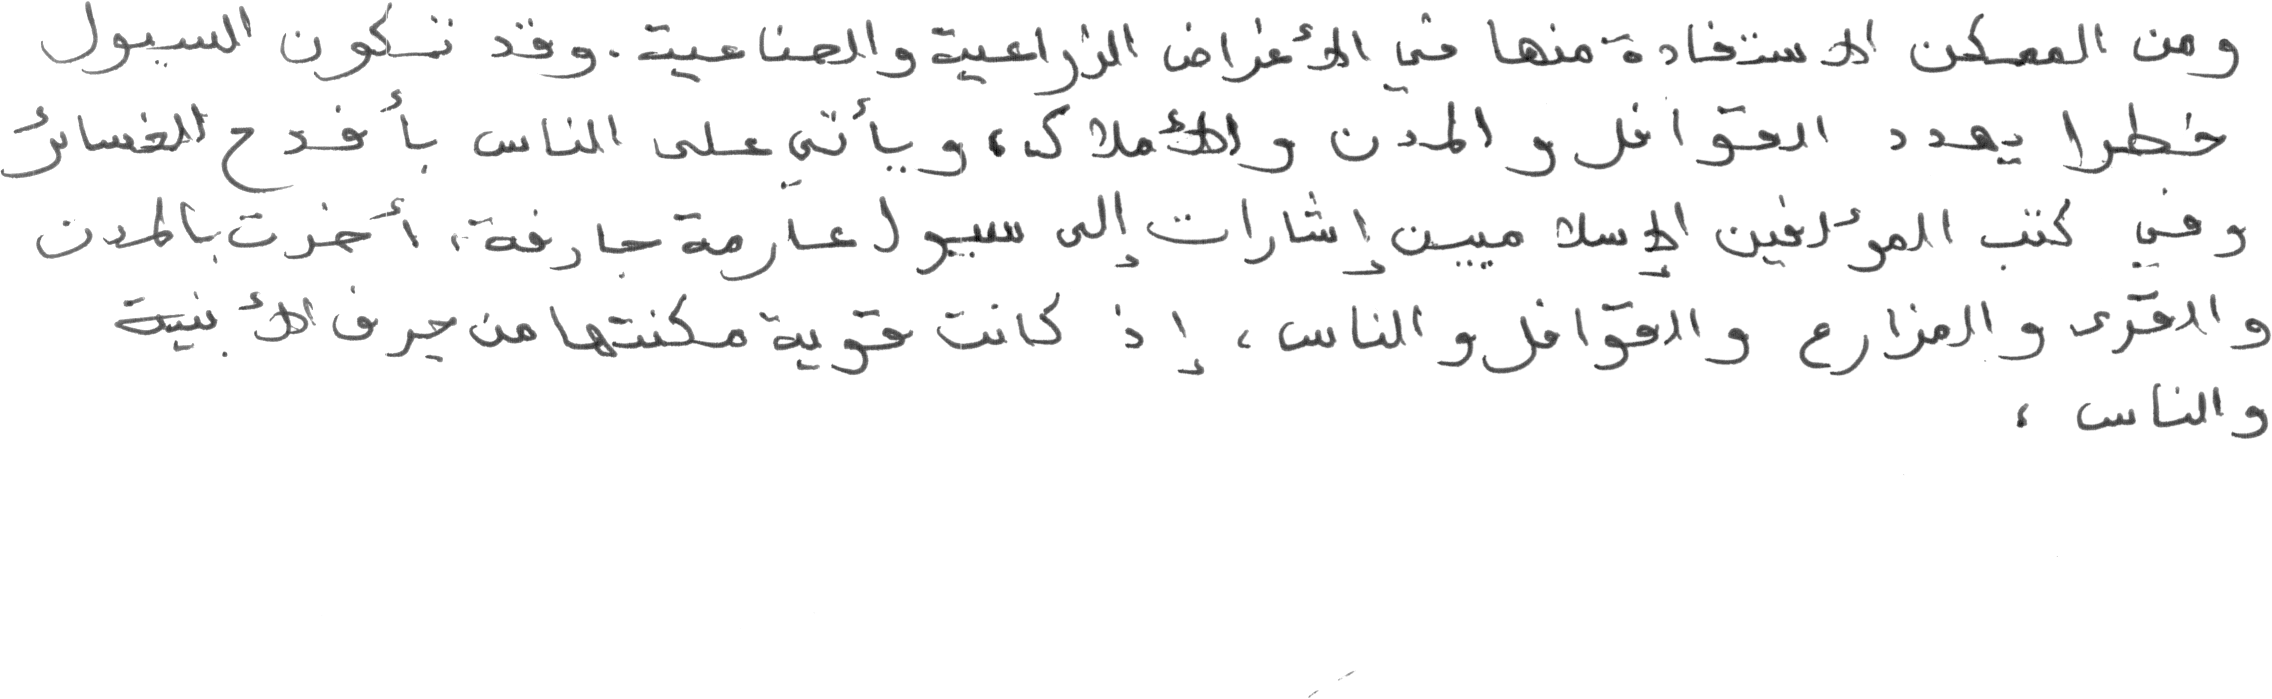 ومن الممكن الاستفادة منها في الأغراض الزراعية والصناعية. وقد تكون السيول
خطرا يهدد القوافل والمدن والأملاك، ويأتي على الناس بأفدح الخسائر
وفي كتب المؤلفين الإسلاميين إشارات إلى سيول عارمة جارفة، أخذت بالمدن
والقرى والمزارع والقوافل والناس، إذ كانت قوية مكنتها من جرف الأبنية
والناس،